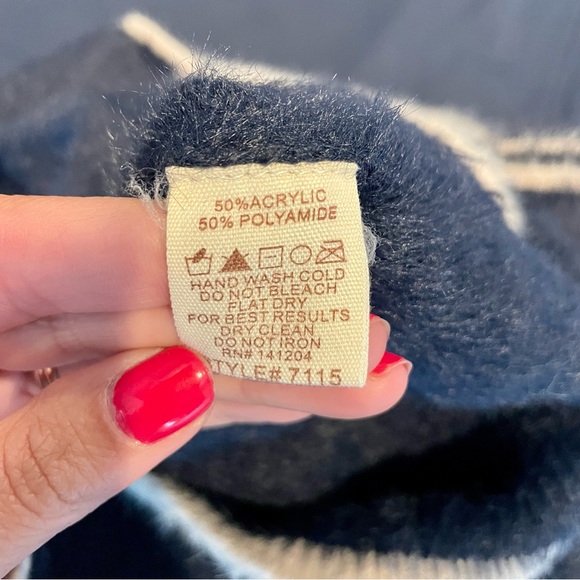 50%ACRYLIC
50% POLYAMIDE
HAND WASH COLD
DO NOT BLEACH
FLAT DRY
FOR BEST RESULTS
DRY CLEAN
DO NOT IRON
RN# 141204
STYLE# 7115